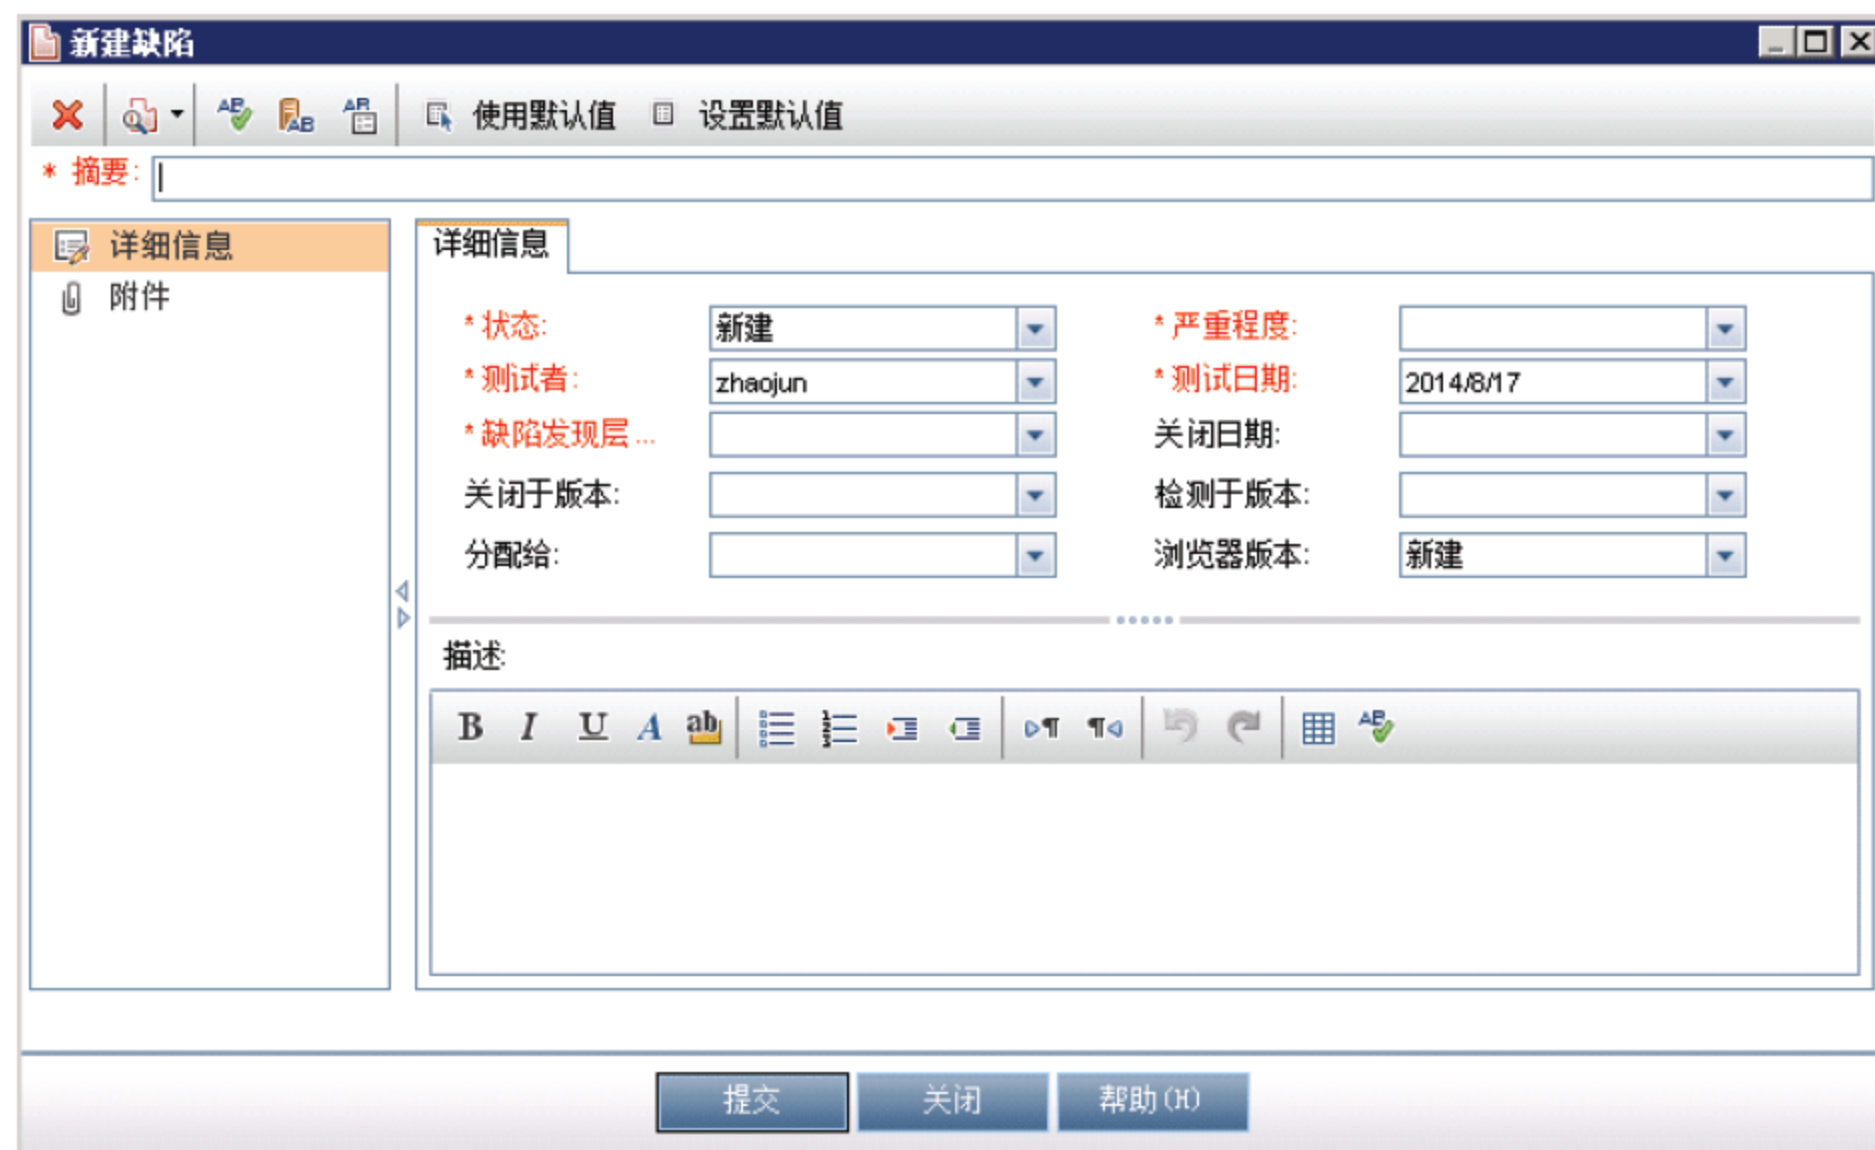 新建缺陷
使用默认值 设置默认值
* 摘要:
详细信息
附件
详细信息
* 状态: 新建 * 严重程度:
* 测试者: zhaojun * 测试日期: 2014/8/17
* 缺陷发现层... 关闭日期:
关闭于版本: 检测于版本:
分配给: 浏览器版本: 新建
描述:
B I U A ab
提交 关闭 帮助(H)